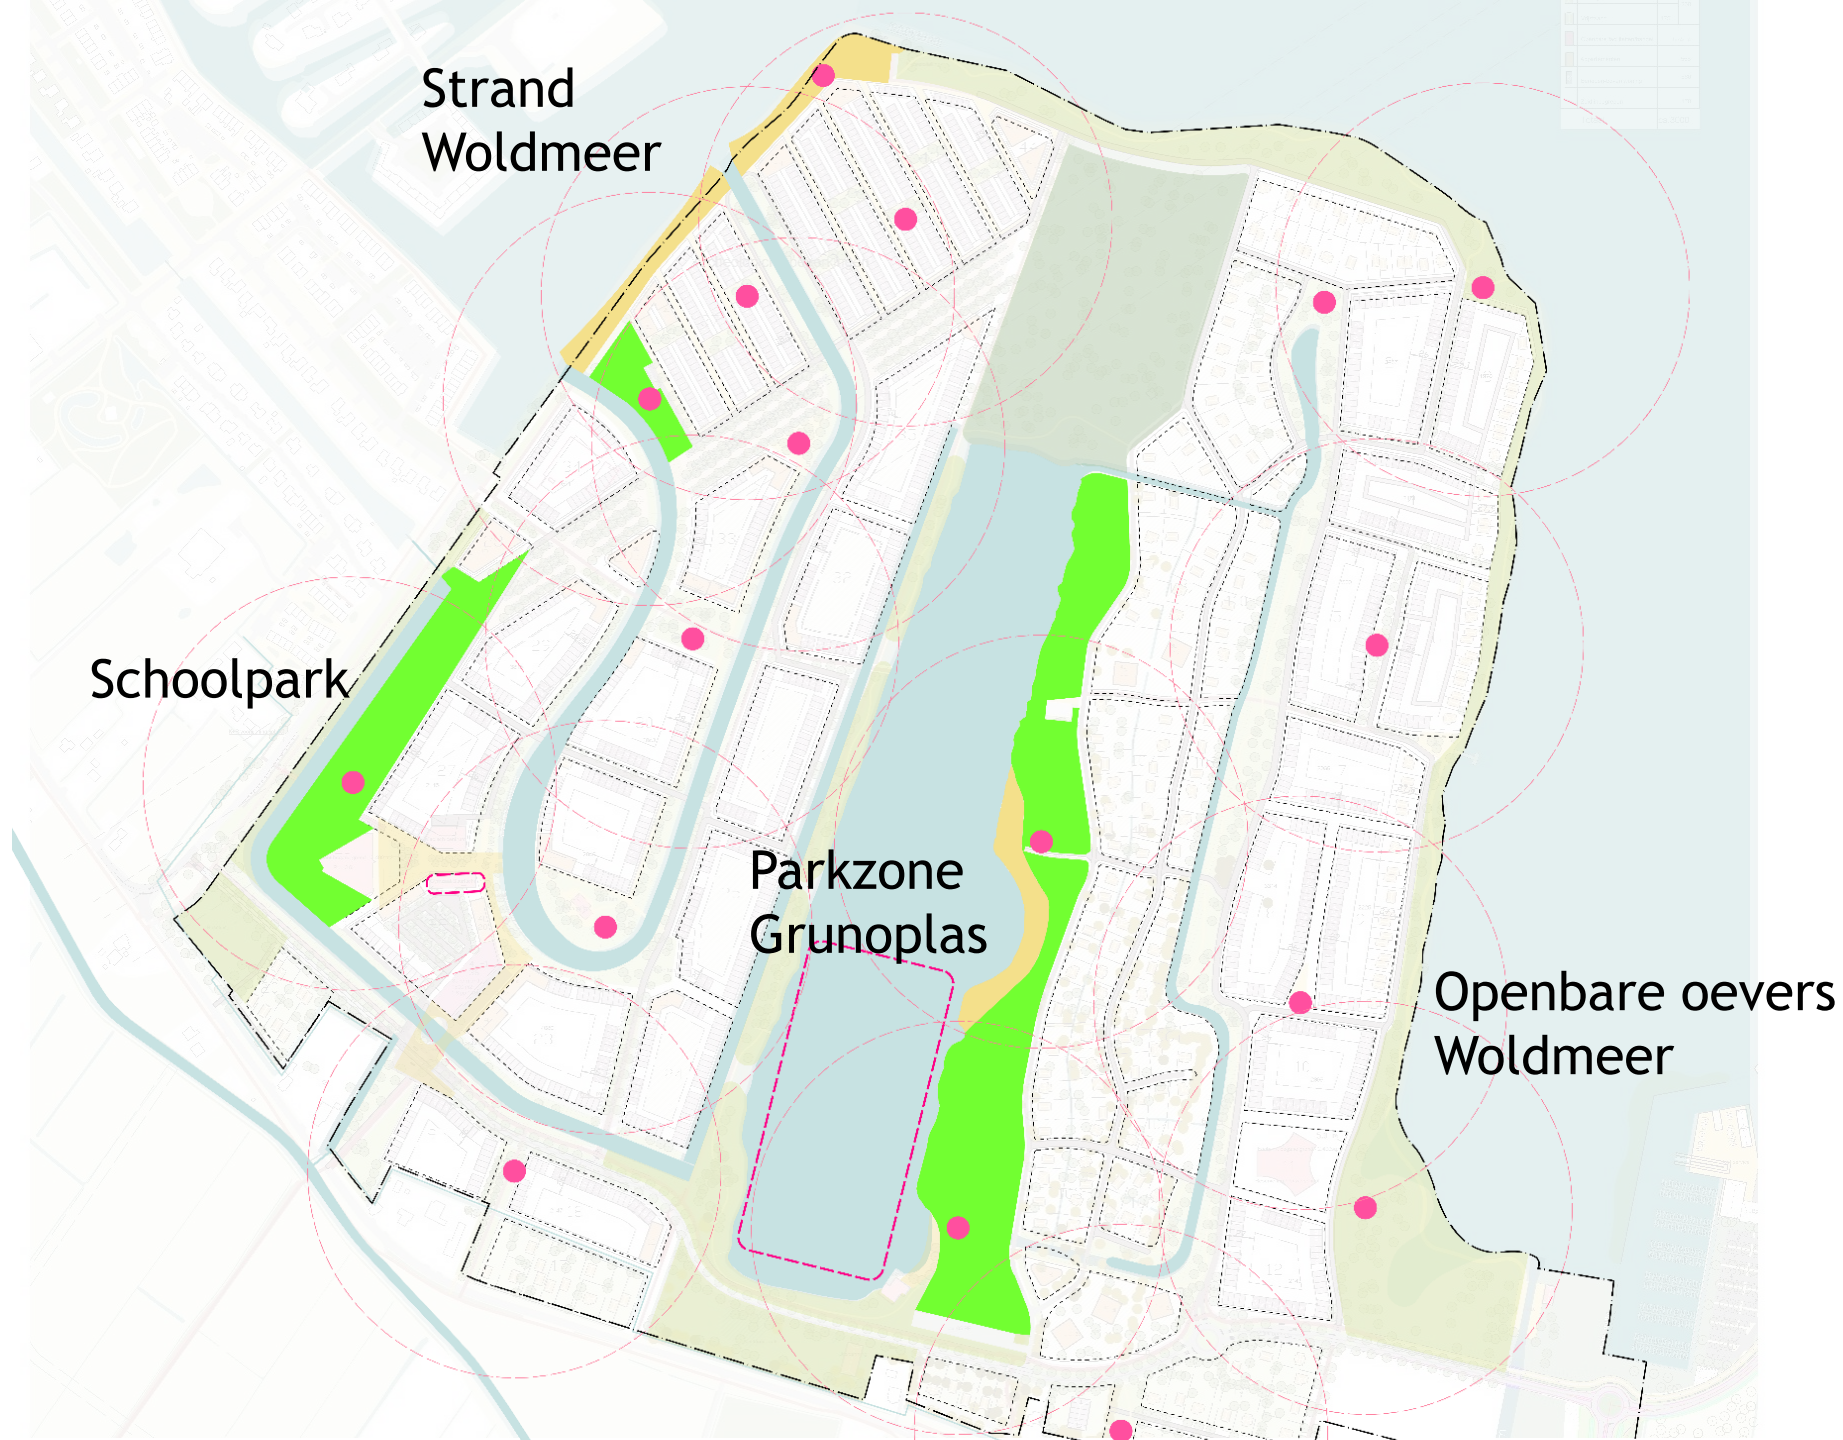 Strand
Woldmeer
Schoolpark
Parkzone
Grunoplas
Openbare oevers
Woldmeer